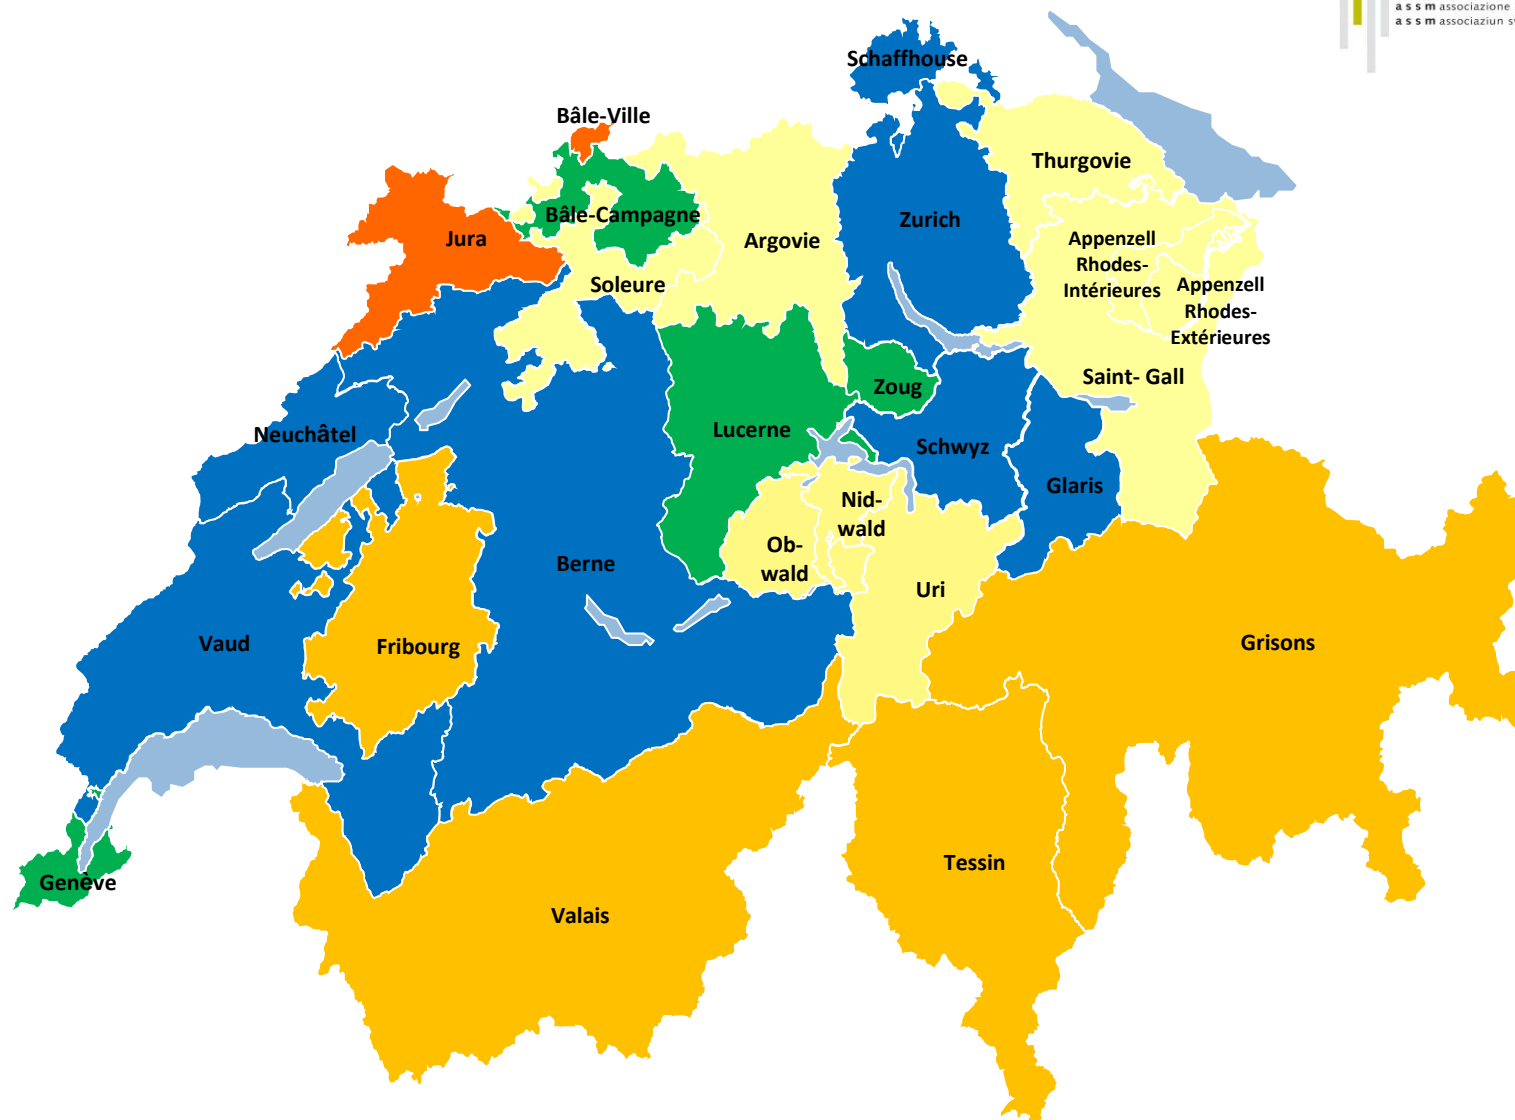 a s s m associazione
a s s m associaziun
Schaffhouse
Bâle-Ville
Thurgovie
Bâle-Campagne
Zurich
Jura
Argovie
Appenzell
Rhodes-
Intérieures
Soleure
Appenzell
Rhodes-
Extérieures
Saint- Gall
Zoug
Neuchâtel
Lucerne
Schwyz
Glaris
Nid-
wald
Ob-
wald
Berne
Uri
Vaud
Fribourg
Grisons
Tessin
Genève
Valais